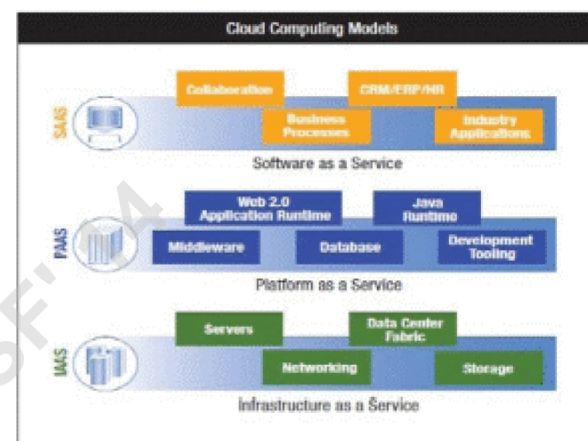 Cloud Computing Models
SAAS
Collaboration
CRM/ERP/HR
Business
Processes
Industry
Applications
Software as a Service
PAAS
Web 2.0
Application Runtime
Java
Runtime
Middleware
Database
Development
Tooling
Platform as a Service
IAAS
Servers
Data Center
Fabric
Networking
Storage
Infrastructure as a Service
SF' 14